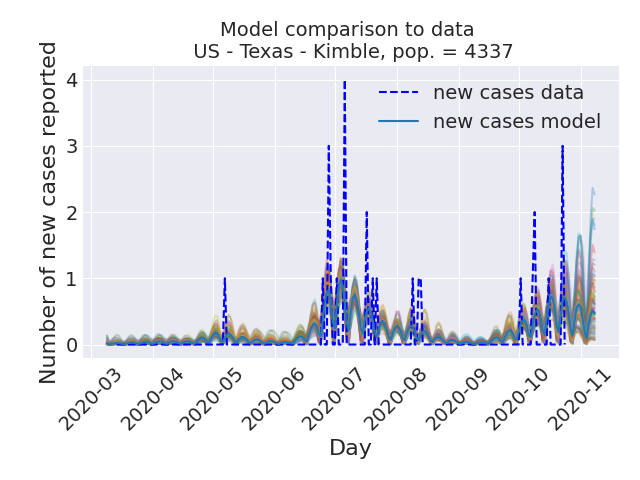 Model comparison to data
US - Texas - Kimble, pop. = 4337
Number of new cases reported
4
3
2
1
0
new cases data
new cases model
2020-03
2020-04
2020-05
2020-06
2020-07
2020-08
2020-09
2020-10
2020-11
Day